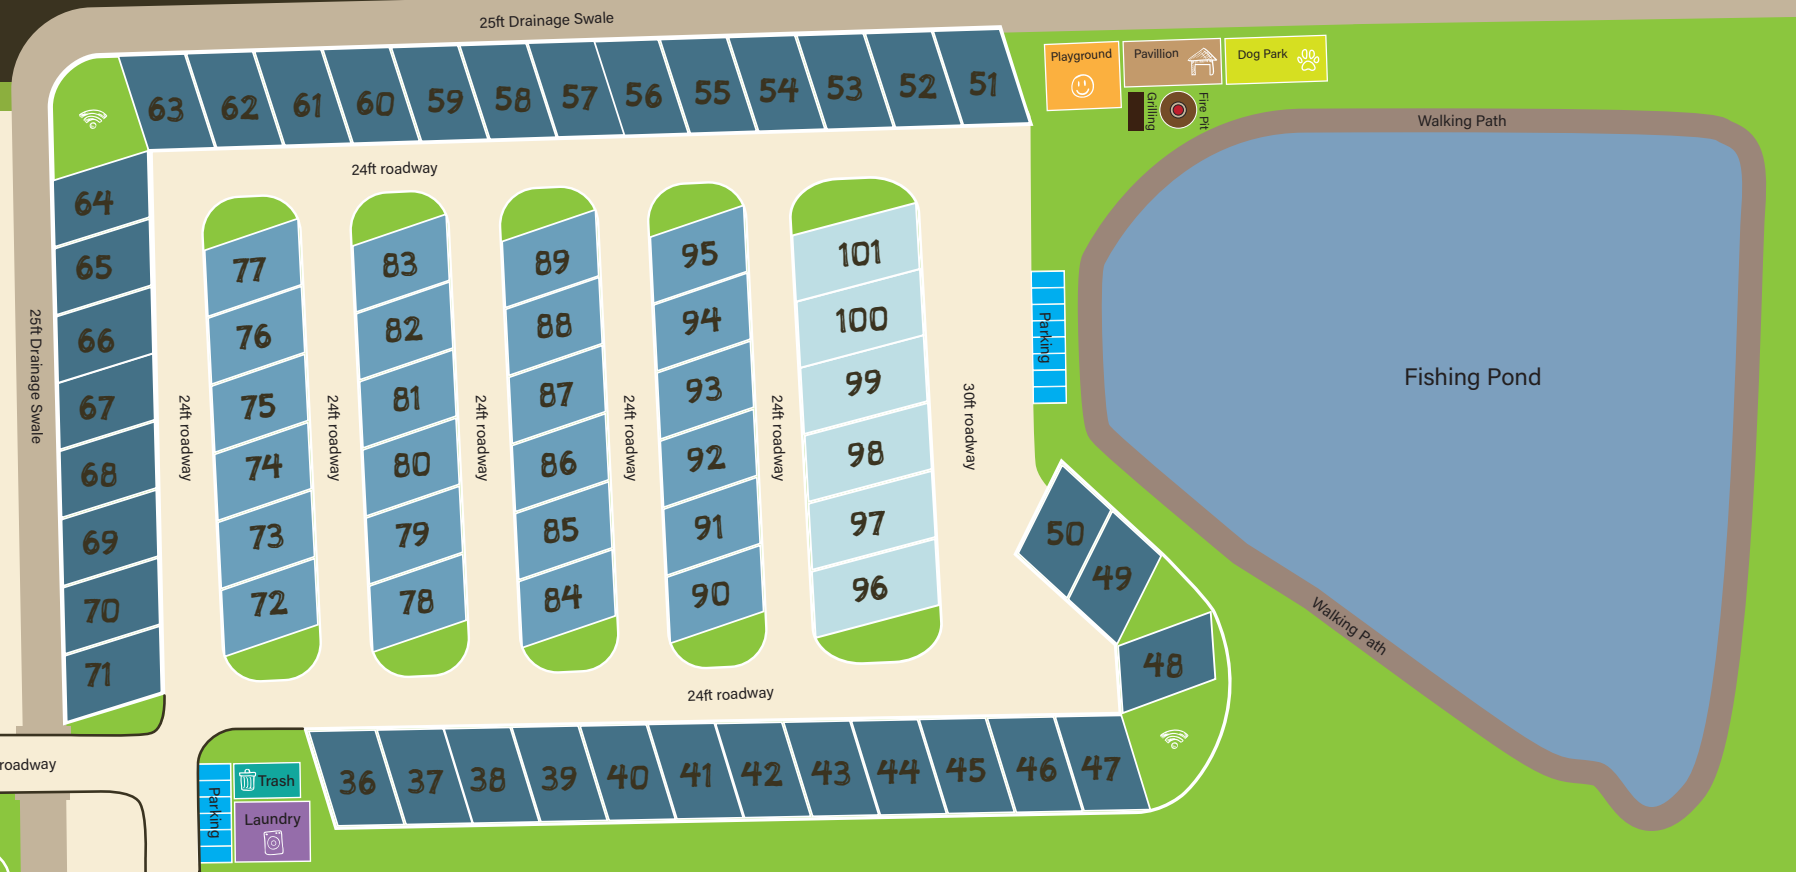 25ft Drainage Swale
Playground
Pavillion
Dog Park
Grilling
Fire Pit
63 62 61 60 59 58 57 56 55 54 53 52 51
Walking Path
24ft roadway
64
65
66
67
68
69
70
71
25ft Drainage Swale
24ft roadway
77
76
75
74
73
72
24ft roadway
83
82
81
80
79
78
24ft roadway
89
88
87
86
85
84
24ft roadway
95
94
93
92
91
90
24ft roadway
101
100
99
98
97
96
30ft roadway
Parking
Fishing Pond
50
49
48
Walking Path
24ft roadway
roadway
Parking
Trash
Laundry
36 37 38 39 40 41 42 43 44 45 46 47